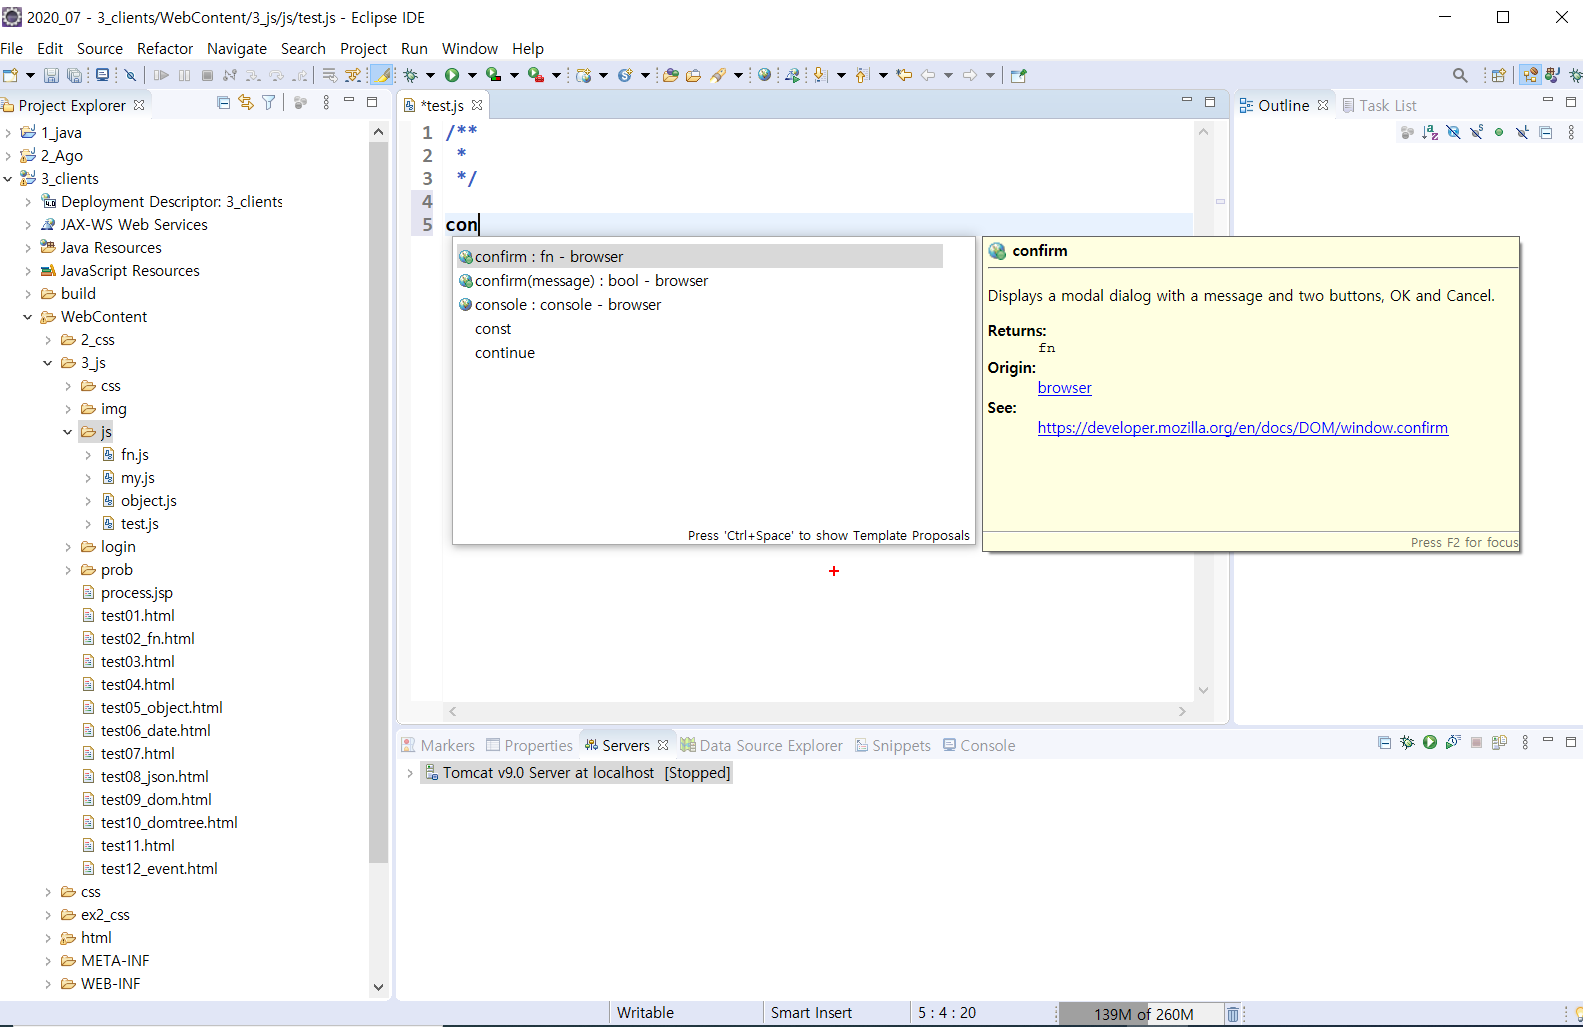 2020_07 - 3_clients/WebContent/3_js/js/test.js - Eclipse IDE
File Edit Source Refactor Navigate Search Project Run Window Help
Project Explorer
1_java
2_Ago
3_clients
Deployment Descriptor: 3_clients
JAX-WS Web Services
Java Resources
JavaScript Resources
build
WebContent
2_css
3_js
css
img
js
fn.js
my.js
object.js
test.js
login
prob
process.jsp
test01.html
test02_fn.html
test03.html
test04.html
test05_object.html
test06_date.html
test07.html
test08_json.html
test09_dom.html
test10_domtree.html
test11.html
test12_event.html
css
ex2_css
html
META-INF
WEB-INF
*test.js
1 /**
2 *
3 */
4
5 con
confirm : fn - browser
confirm(message) : bool - browser
console : console - browser
const
continue
Press 'Ctrl+Space' to show Template Proposals
confirm
Displays a modal dialog with a message and two buttons, OK and Cancel.
Returns:
fn
Origin:
browser
See:
https://developer.mozilla.org/en/docs/DOM/window.confirm
Press F2 for focus
Outline Task List
Markers Properties Servers Data Source Explorer Snippets Console
Tomcat v9.0 Server at localhost [Stopped]
Writable Smart Insert 5 : 4 : 20 139M of 260M